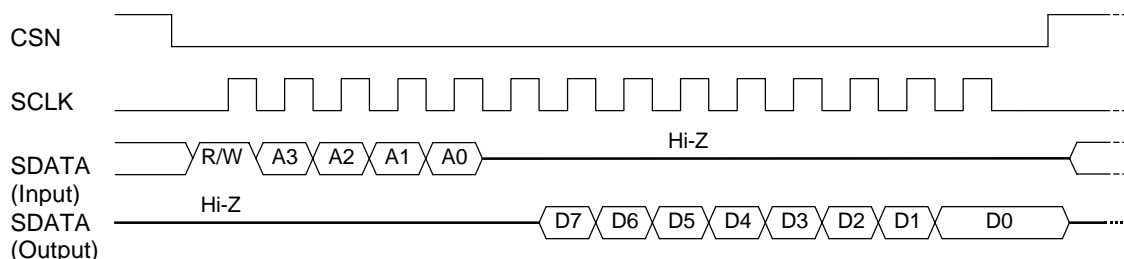 CSN
SCLK
Hi-Z
R/W A3 A2 A1 A0
SDATA
(Input)
Hi-Z
SDATA
(Output)
D7 D6 D5 D4 D3 D2 D1 D0